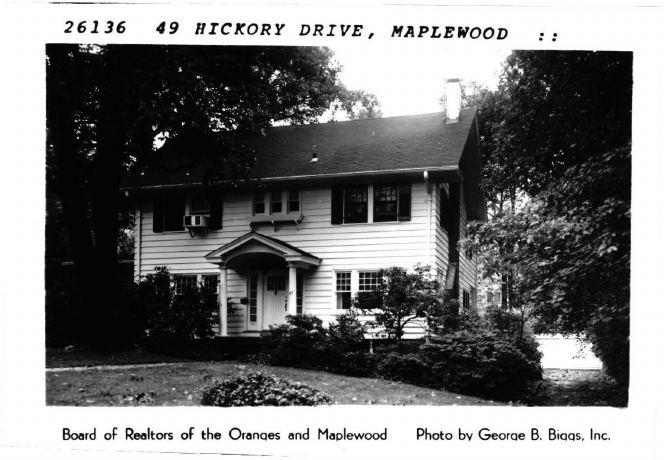 26136 49 HICKORY DRIVE, MAPLEWOOD ::
Board of Realtors of the Oranges and Maplewood Photo by George B. Biggs, Inc.